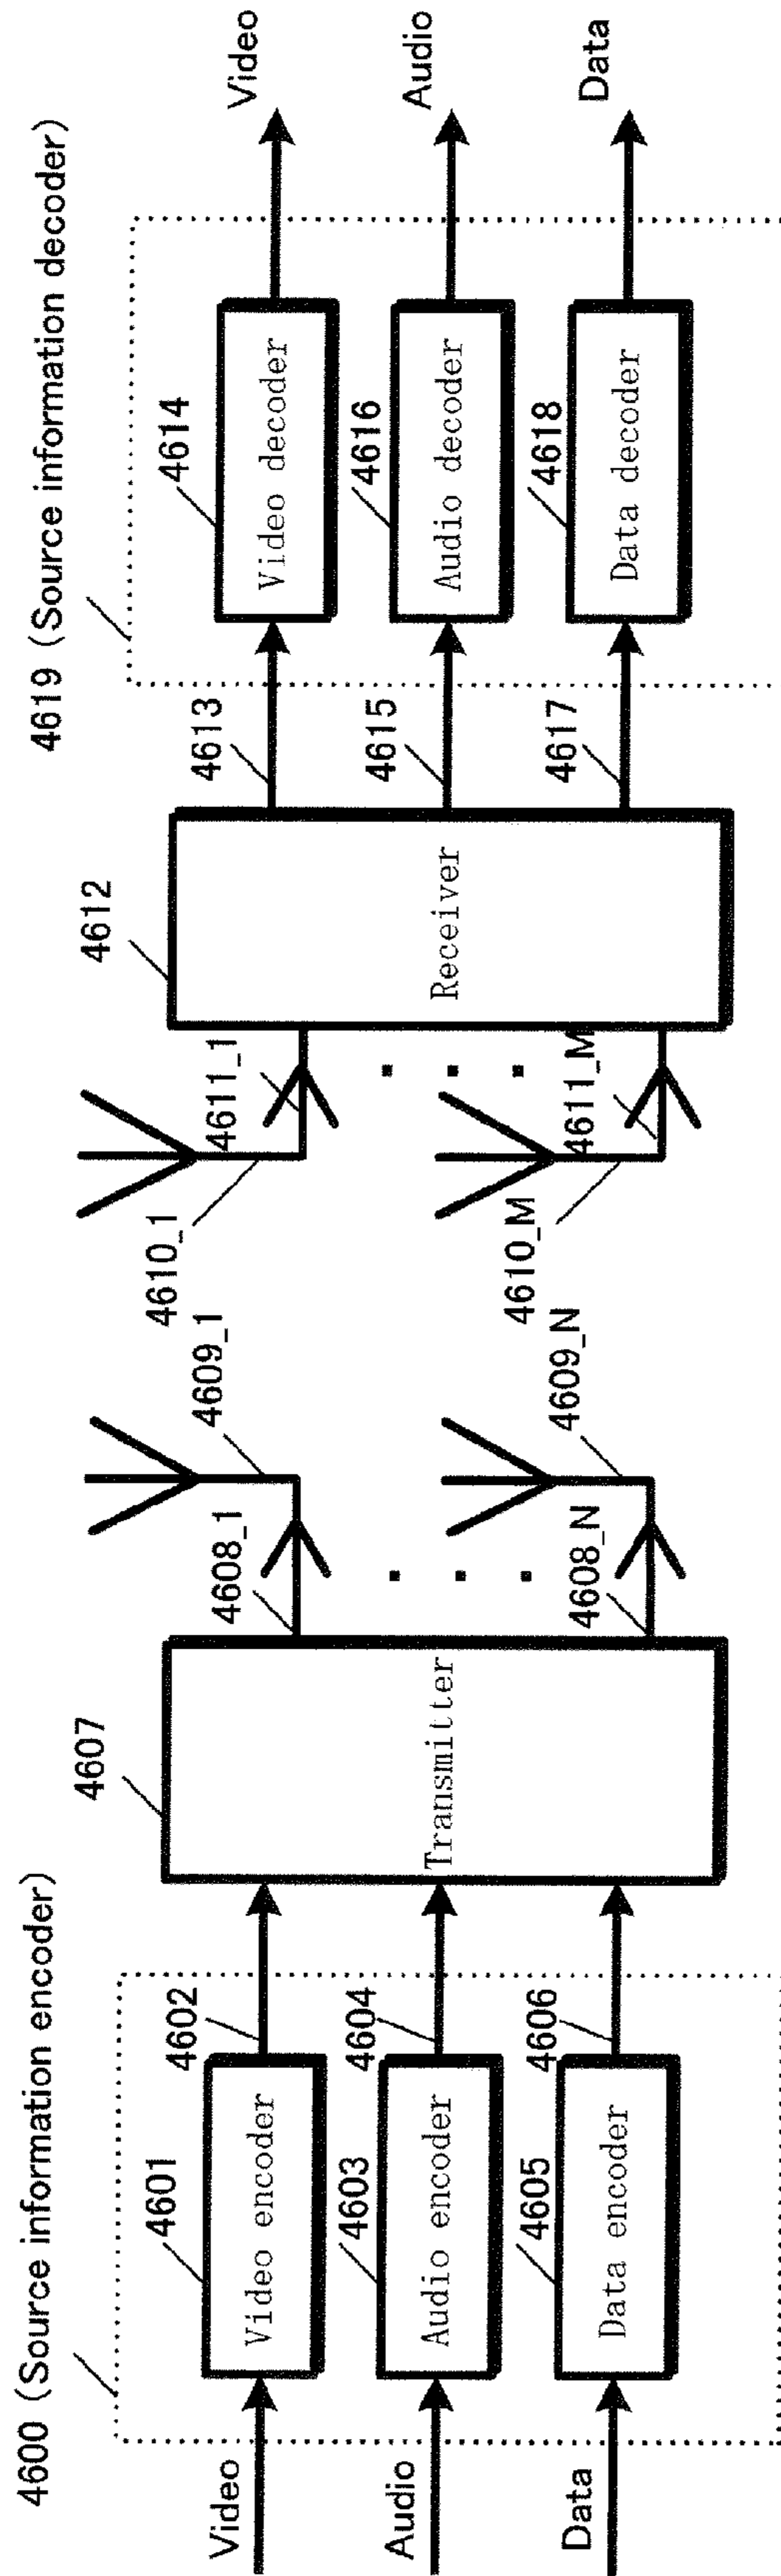 4600 (Source information encoder)
4601
Video
Video encoder
4602
4603
Audio
Audio encoder
4604
4605
Data
Data encoder
4606
4607
Transmitter
4608_1
4609_1
4608_N
4609_N
4610_1
4611_1
4610_M
4611_M
4612
Receiver
4613
4615
4617
4619 (Source information decoder)
4614
Video decoder
Video
4616
Audio decoder
Audio
4618
Data decoder
Data